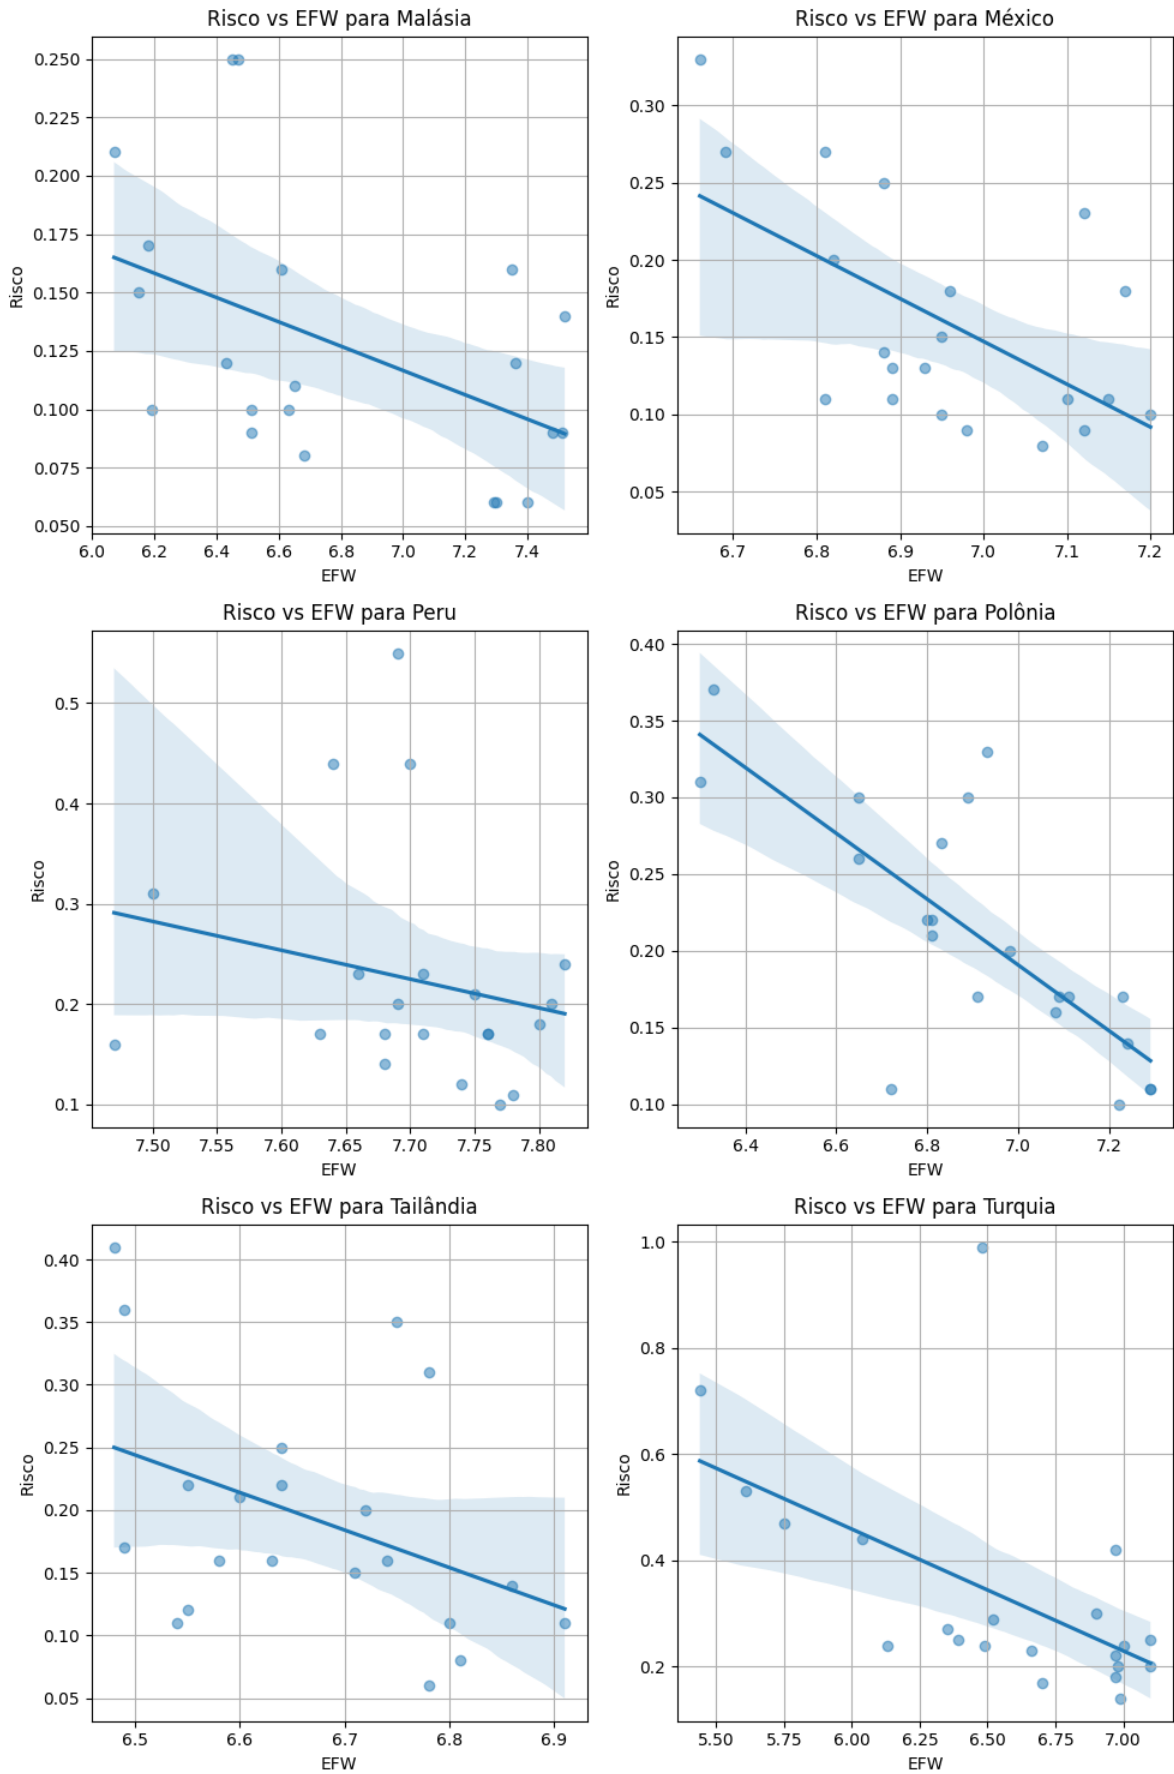 Risco vs EFW para Malásia
Risco
0.250
0.225
0.200
0.175
0.150
0.125
0.100
0.075
0.050
6.0 6.2 6.4 6.6 6.8 7.0 7.2 7.4
EFW
Risco vs EFW para México
Risco
0.30
0.25
0.20
0.15
0.10
0.05
6.7 6.8 6.9 7.0 7.1 7.2
EFW
Risco vs EFW para Peru
Risco
0.5
0.4
0.3
0.2
0.1
7.50 7.55 7.60 7.65 7.70 7.75 7.80
EFW
Risco vs EFW para Polônia
Risco
0.40
0.35
0.30
0.25
0.20
0.15
0.10
6.4 6.6 6.8 7.0 7.2
EFW
Risco vs EFW para Tailândia
Risco
0.40
0.35
0.30
0.25
0.20
0.15
0.10
0.05
6.5 6.6 6.7 6.8 6.9
EFW
Risco vs EFW para Turquia
Risco
1.0
0.8
0.6
0.4
0.2
5.50 5.75 6.00 6.25 6.50 6.75 7.00
EFW